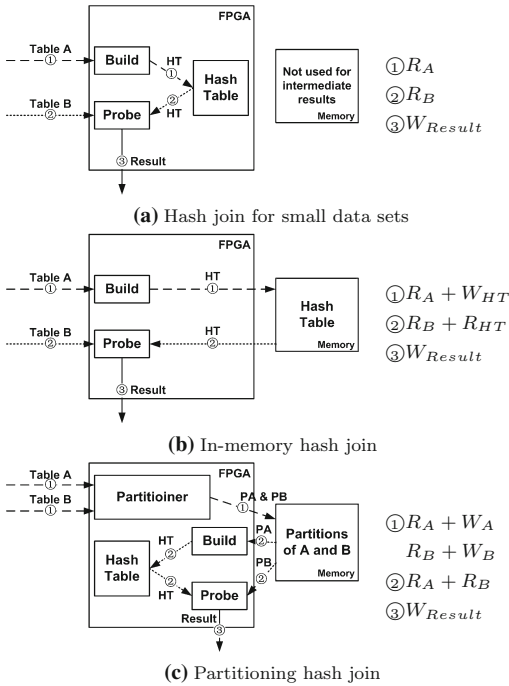 FPGA
Table A
①
Build
HT
①
Hash
Table
Table B
②
Probe
②
HT
③ Result
Not used for
intermediate
results
Memory
①R_A
②R_B
③W_Result
(a) Hash join for small data sets
FPGA
Table A
①
Build
HT
①
Hash
Table
Memory
Table B
②
Probe
HT
②
③ Result
①R_A + W_HT
②R_B + R_HT
③W_Result
(b) In-memory hash join
FPGA
Table A
①
Table B
①
Partitioiner
PA & PB
①
Hash
Table
HT
②
②
HT
Build
PA
②
PB
②
Probe
Partitions
of A and B
Memory
Result
③
①R_A + W_A
R_B + W_B
②R_A + R_B
③W_Result
(c) Partitioning hash join